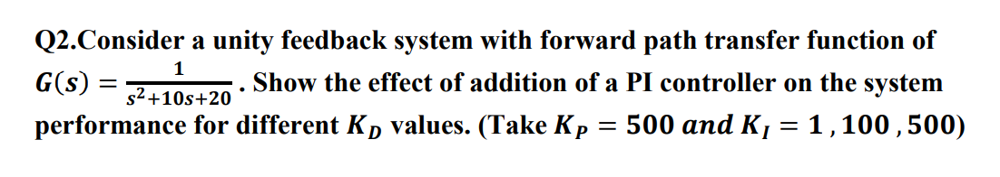 Q2.Consider a unity feedback system with forward path transfer function of
G(s) = 1/(s²+10s+20) . Show the effect of addition of a PI controller on the system
performance for different K_D values. (Take K_P = 500 and K_I = 1 , 100 , 500)